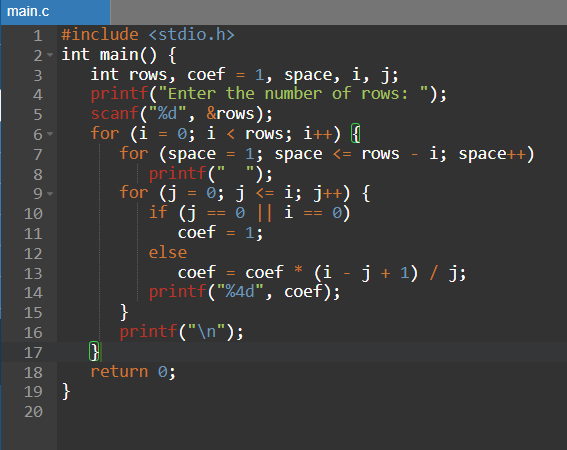 main.c
1 #include <stdio.h>
2 int main() {
3    int rows, coef = 1, space, i, j;
4    printf("Enter the number of rows: ");
5    scanf("%d", &rows);
6    for (i = 0; i < rows; i++) {
7       for (space = 1; space <= rows - i; space++)
8          printf("  ");
9       for (j = 0; j <= i; j++) {
10          if (j == 0 || i == 0)
11             coef = 1;
12          else
13             coef = coef * (i - j + 1) / j;
14          printf("%4d", coef);
15       }
16       printf("\n");
17    }
18    return 0;
19 }
20